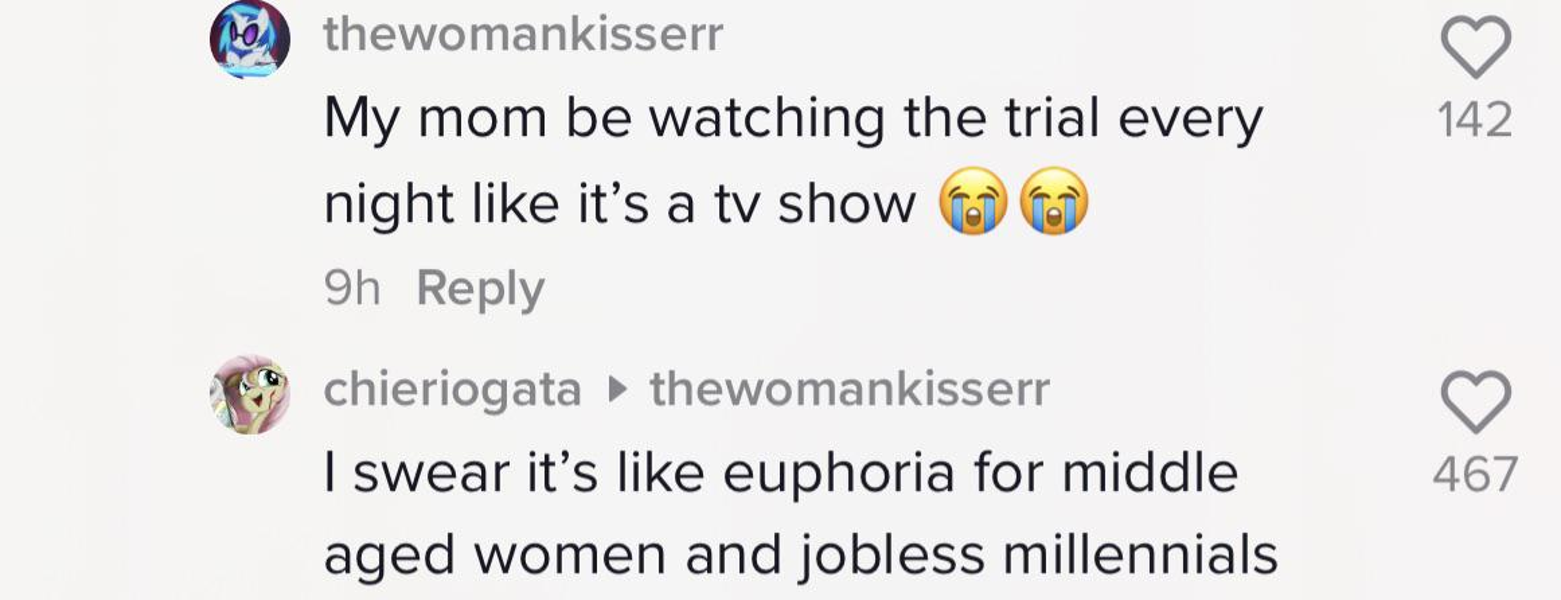 thewomankisserr
My mom be watching the trial every
142
night like it’s a tv show 😭😭
9h Reply
chieriogata ▸ thewomankisserr
I swear it’s like euphoria for middle
467
aged women and jobless millennials